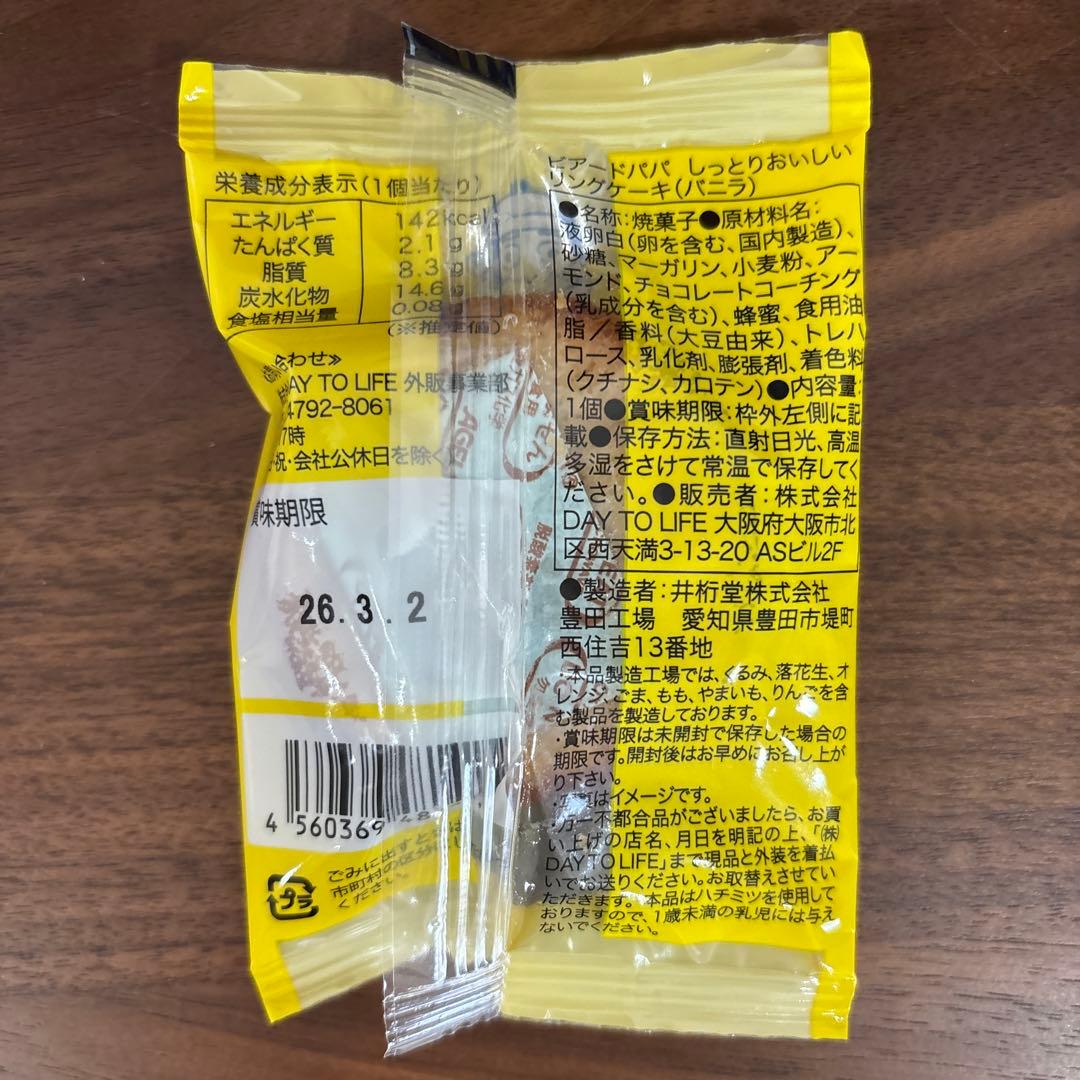 栄養成分表示(1個当たり)
エネルギー 142kcal
たんぱく質 2.1g
脂質 8.3g
炭水化物 14.6g
食塩相当量 0.08g
(※推定値)
合わせ≫
DAY TO LIFE 外販事業部
4792-8061
7時
祝・会社公休日を除く
賞味期限
26.3.2
4 560369 48
ごみに出すときは
市町村の区分に
ください。
プラ
ビアードパパ しっとりおいしい
リングケーキ(バニラ)
●名称:焼菓子●原材料名:
液卵白(卵を含む、国内製造)、
砂糖、マーガリン、小麦粉、アー
モンド、チョコレートコーチング
(乳成分を含む)、蜂蜜、食用油
脂/香料(大豆由来)、トレハ
ロース、乳化剤、膨張剤、着色料
(クチナシ、カロテン)●内容量:
1個●賞味期限:枠外左側に記
載●保存方法:直射日光、高温
多湿をさけて常温で保存してく
ださい。●販売者:株式会社
DAY TO LIFE 大阪府大阪市北
区西天満3-13-20 ASビル2F
●製造者:井桁堂株式会社
豊田工場 愛知県豊田市堤町
西住吉13番地
・本品製造工場では、くるみ、落花生、オ
レンジ、ごま、もも、やまいも、りんごを含
む製品を製造しております。
・賞味期限は未開封で保存した場合の
期限です。開封後はお早めにお召し上が
り下さい。
・写真はイメージです。
・万一不都合品がございましたら、お買
い上げの店名、月日を明記の上、「㈱
DAY TO LIFE」まで現品と外装を着払
いでお送りください。お取替えさせてい
ただきます。本品はハチミツを使用して
おりますので、1歳未満の乳児には与え
ないでください。